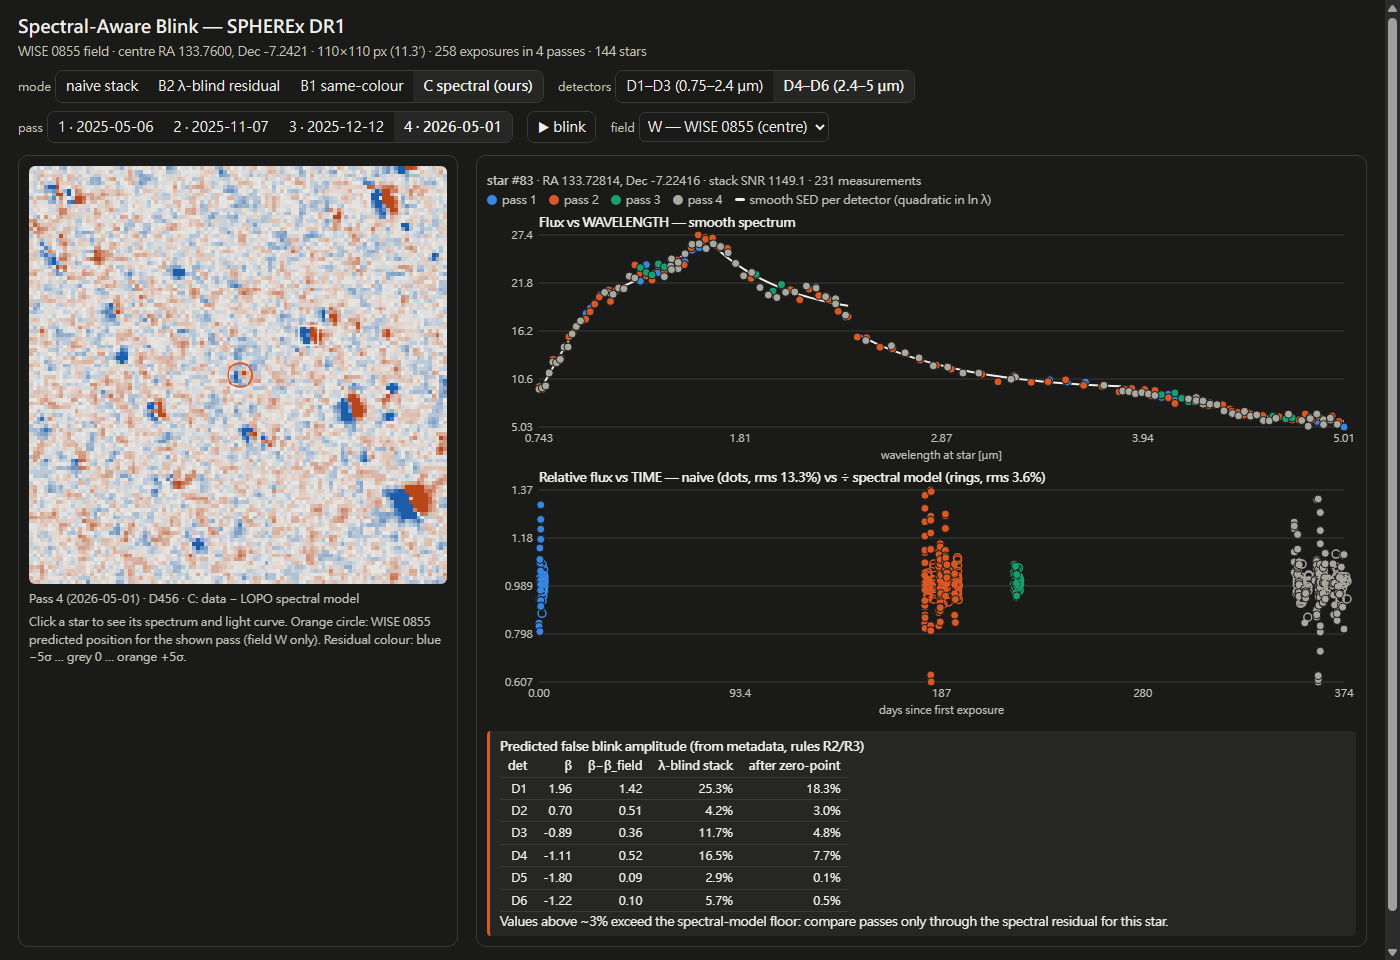 Spectral-Aware Blink — SPHEREx DR1
WISE 0855 field · centre RA 133.7600, Dec -7.2421 · 110×110 px (11.3′) · 258 exposures in 4 passes · 144 stars
mode naive stack B2 λ-blind residual B1 same-colour C spectral (ours) detectors D1–D3 (0.75–2.4 μm) D4–D6 (2.4–5 μm)
pass 1 · 2025-05-06 2 · 2025-11-07 3 · 2025-12-12 4 · 2026-05-01 ▶ blink field W — WISE 0855 (centre)
Pass 4 (2026-05-01) · D456 · C: data − LOPO spectral model
Click a star to see its spectrum and light curve. Orange circle: WISE 0855
predicted position for the shown pass (field W only). Residual colour: blue
−5σ ... grey 0 ... orange +5σ.
star #83 · RA 133.72814, Dec -7.22416 · stack SNR 1149.1 · 231 measurements
pass 1 pass 2 pass 3 pass 4 smooth SED per detector (quadratic in ln λ)
Flux vs WAVELENGTH — smooth spectrum
27.4
21.8
16.2
10.6
5.03
0.743 1.81 2.87 3.94 5.01
wavelength at star [μm]
Relative flux vs TIME — naive (dots, rms 13.3%) vs ÷ spectral model (rings, rms 3.6%)
1.37
1.18
0.989
0.798
0.607
0.00 93.4 187 280 374
days since first exposure
Predicted false blink amplitude (from metadata, rules R2/R3)
det β β−β_field λ-blind stack after zero-point
D1 1.96 1.42 25.3% 18.3%
D2 0.70 0.51 4.2% 3.0%
D3 -0.89 0.36 11.7% 4.8%
D4 -1.11 0.52 16.5% 7.7%
D5 -1.80 0.09 2.9% 0.1%
D6 -1.22 0.10 5.7% 0.5%
Values above ~3% exceed the spectral-model floor: compare passes only through the spectral residual for this star.